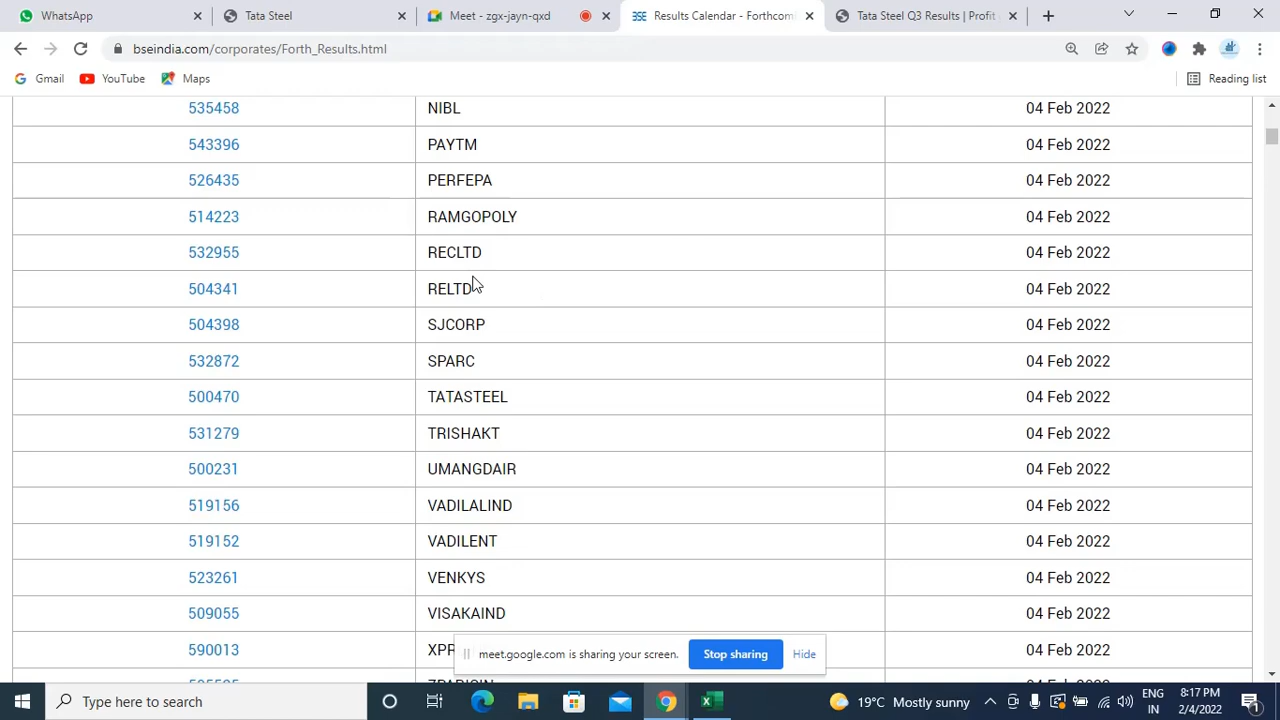 WhatsApp
Tata Steel
Meet - zgx-jayn-qxd
Results Calendar - Forthcom
Tata Steel Q3 Results | Profit
bseindia.com/corporates/Forth_Results.html
Gmail
YouTube
Maps
Reading list
535458 NIBL 04 Feb 2022
543396 PAYTM 04 Feb 2022
526435 PERFEPA 04 Feb 2022
514223 RAMGOPOLY 04 Feb 2022
532955 RECLTD 04 Feb 2022
504341 RELTD 04 Feb 2022
504398 SJCORP 04 Feb 2022
532872 SPARC 04 Feb 2022
500470 TATASTEEL 04 Feb 2022
531279 TRISHAKT 04 Feb 2022
500231 UMANGDAIR 04 Feb 2022
519156 VADILALIND 04 Feb 2022
519152 VADILENT 04 Feb 2022
523261 VENKYS 04 Feb 2022
509055 VISAKAIND 04 Feb 2022
590013 XPR 04 Feb 2022
meet.google.com is sharing your screen.
Stop sharing
Hide
Type here to search
19°C Mostly sunny
ENG
IN
8:17 PM
2/4/2022
1